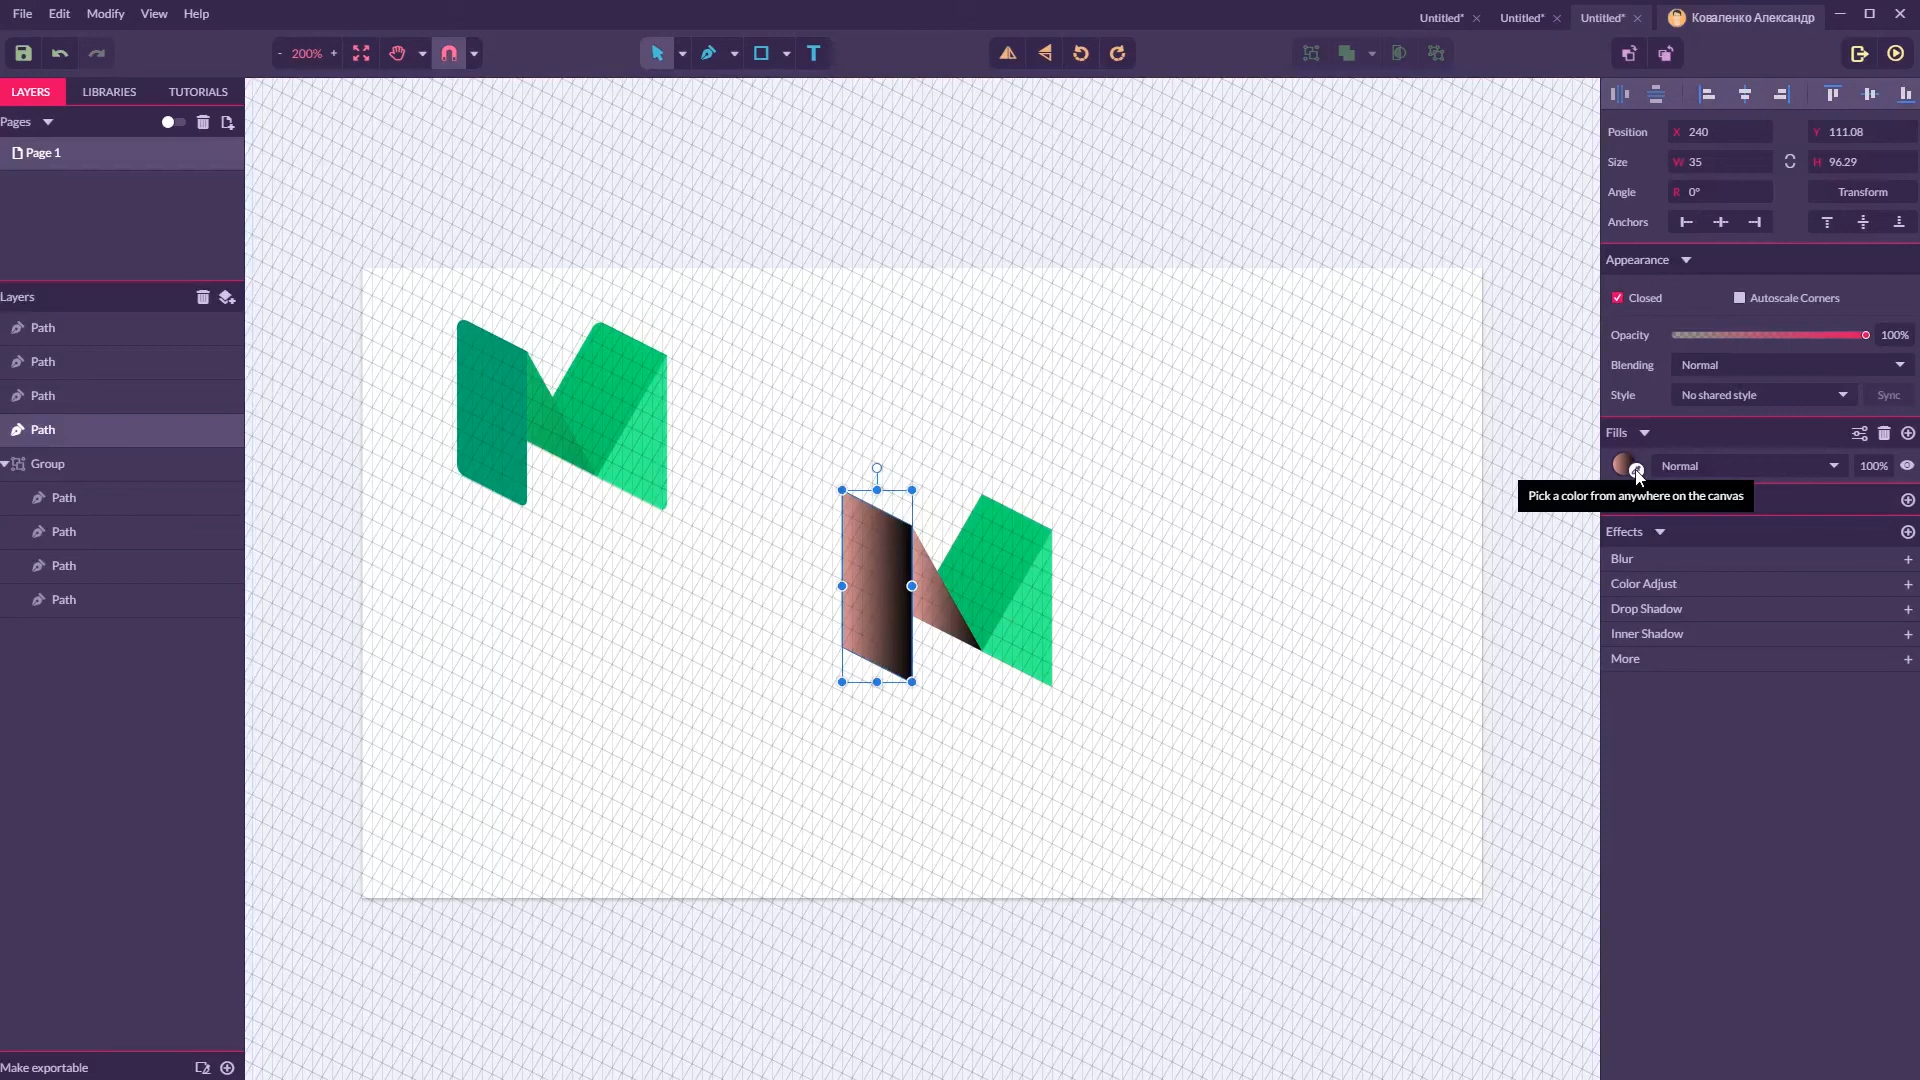 File Edit Modify View Help
Untitled* Untitled* Untitled* Коваленко Александр
- 200% +
LAYERS LIBRARIES TUTORIALS
Pages
Page 1
Layers
Path
Path
Path
Path
Group
Path
Path
Path
Path
Make exportable
Position X 240 Y 111.08
Size W 35 H 96.29
Angle R 0° Transform
Anchors
Appearance
Closed Autoscale Corners
Opacity 100%
Blending Normal
Style No shared style Sync
Fills
Normal 100%
Pick a color from anywhere on the canvas
Effects
Blur +
Color Adjust +
Drop Shadow +
Inner Shadow +
More +